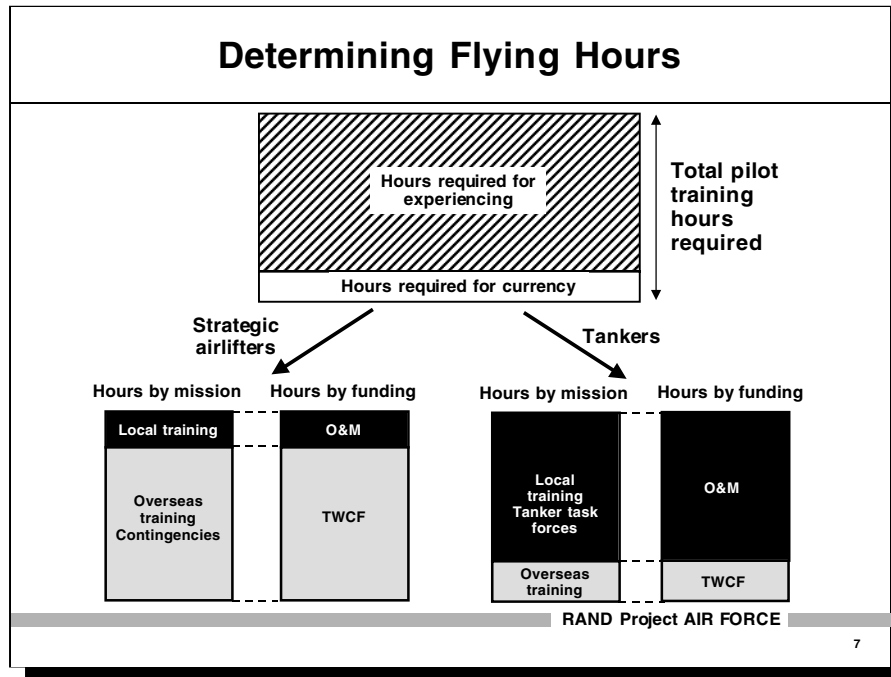 Determining Flying Hours
Hours required for
experiencing
Total pilot
training
hours
required
Hours required for currency
Strategic
airlifters
Tankers
Hours by mission
Hours by funding
Local training
O&M
Overseas
training
Contingencies
TWCF
Hours by mission
Hours by funding
Local
training
Tanker task
forces
O&M
Overseas
training
TWCF
RAND Project AIR FORCE
7